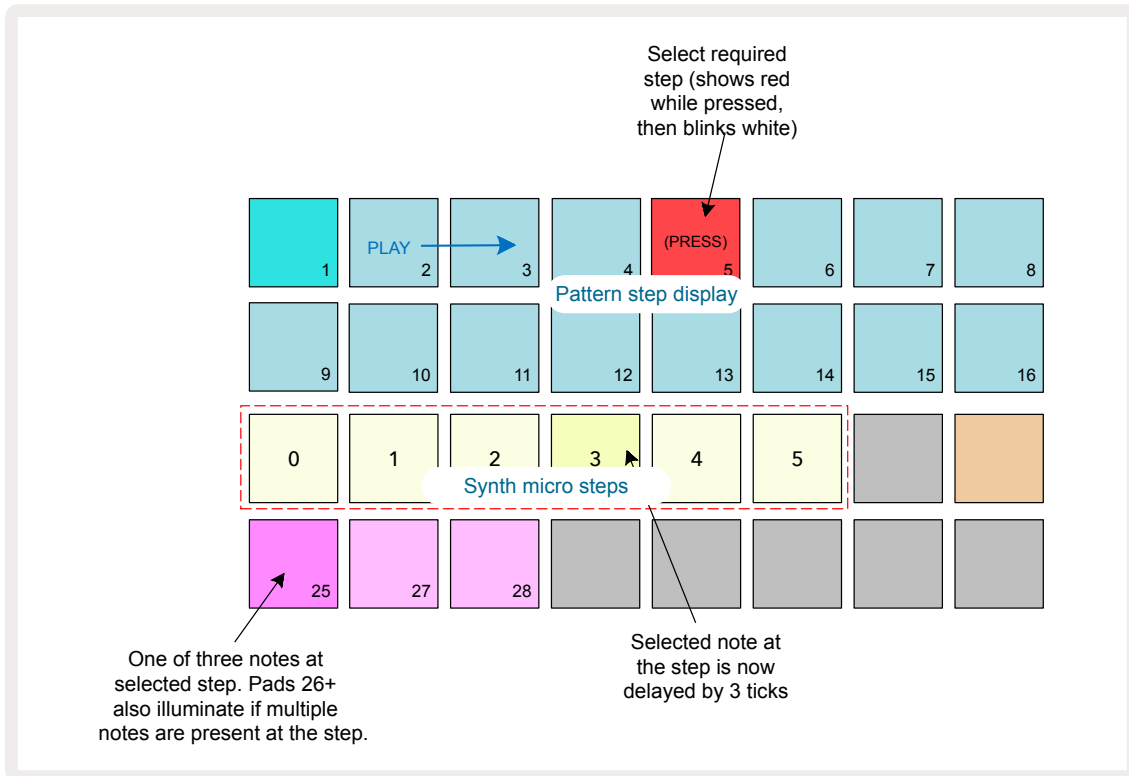 Select required
step (shows red
while pressed,
then blinks white)
PLAY
(PRESS)
1 2 3 4 5 6 7 8
Pattern step display
9 10 11 12 13 14 15 16
0 1 2 3 4 5
Synth micro steps
25 27 28
One of three notes at
selected step. Pads 26+
also illuminate if multiple
notes are present at the step.
Selected note at
the step is now
delayed by 3 ticks